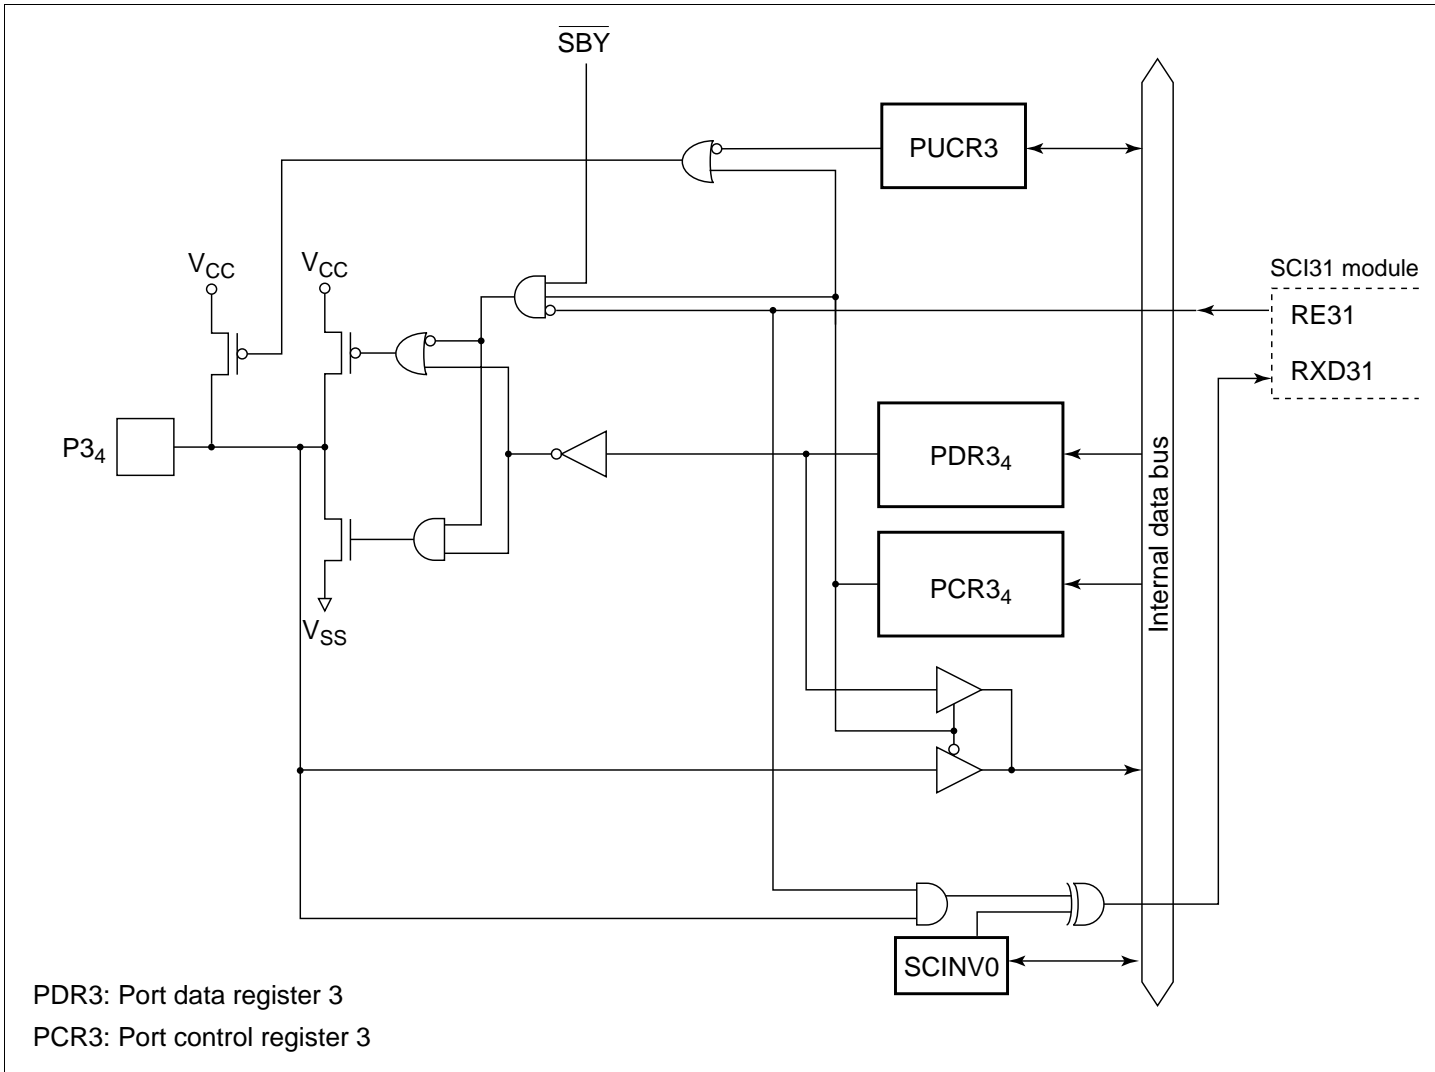 SBY
PUCR3
VCC
VCC
SCI31 module
RE31
RXD31
P34
PDR34
PCR34
Internal data bus
VSS
SCINV0
PDR3: Port data register 3
PCR3: Port control register 3